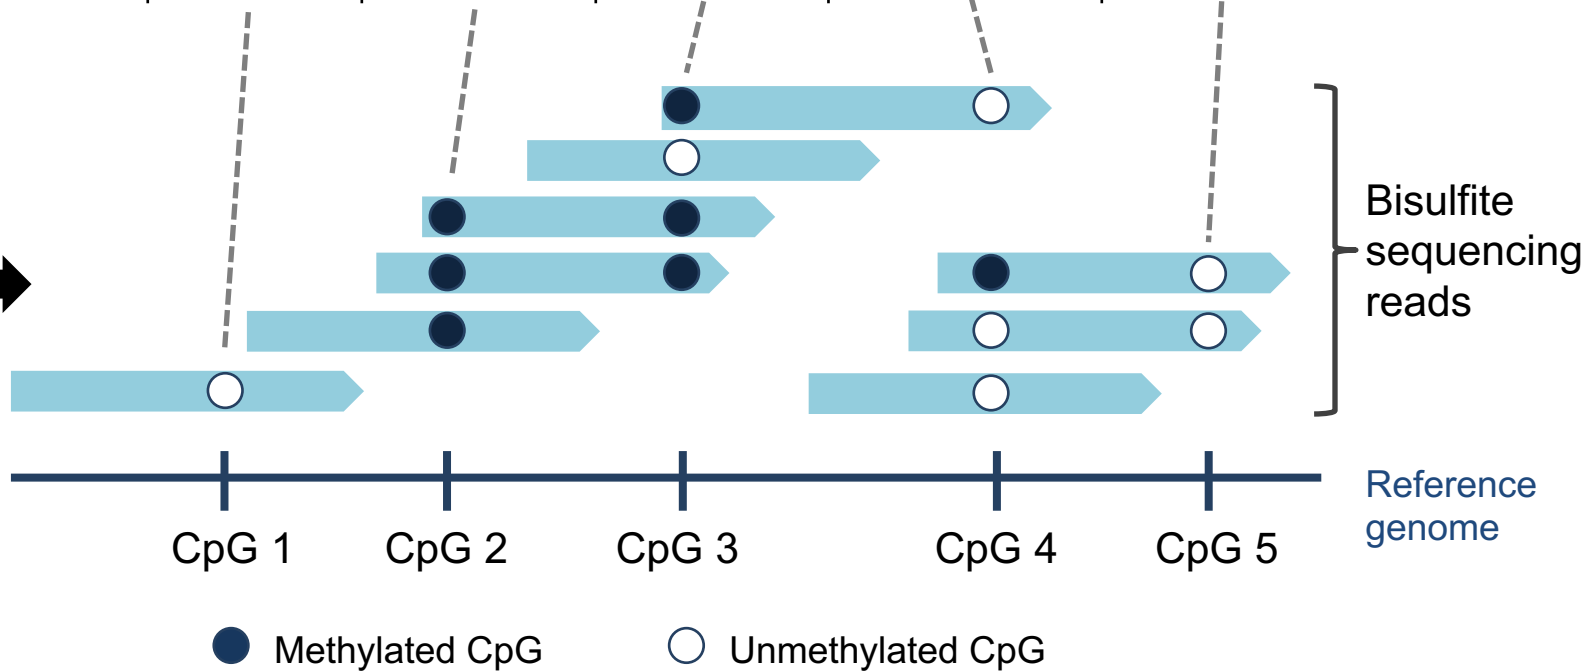 Bisulfite
sequencing
reads
Reference
genome
CpG 1 CpG 2 CpG 3 CpG 4 CpG 5
Methylated CpG Unmethylated CpG